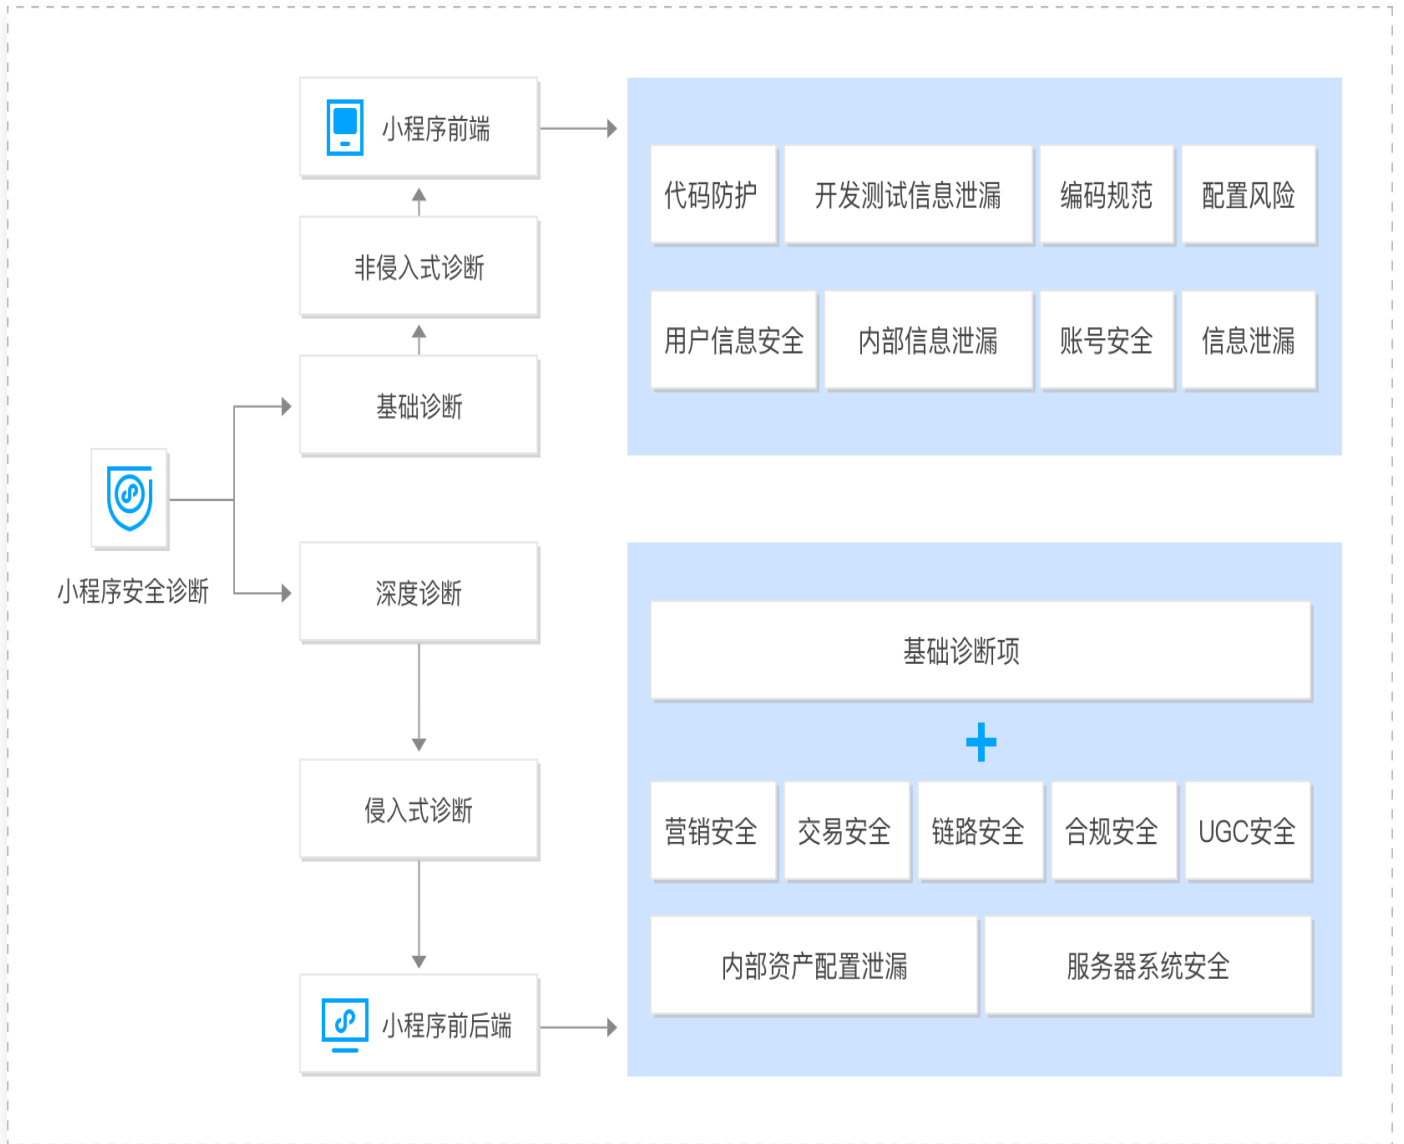 小程序前端
代码防护
开发测试信息泄漏
编码规范
配置风险
非侵入式诊断
用户信息安全
内部信息泄漏
账号安全
信息泄漏
基础诊断
小程序安全诊断
深度诊断
基础诊断项
侵入式诊断
营销安全
交易安全
链路安全
合规安全
UGC安全
内部资产配置泄漏
服务器系统安全
小程序前后端